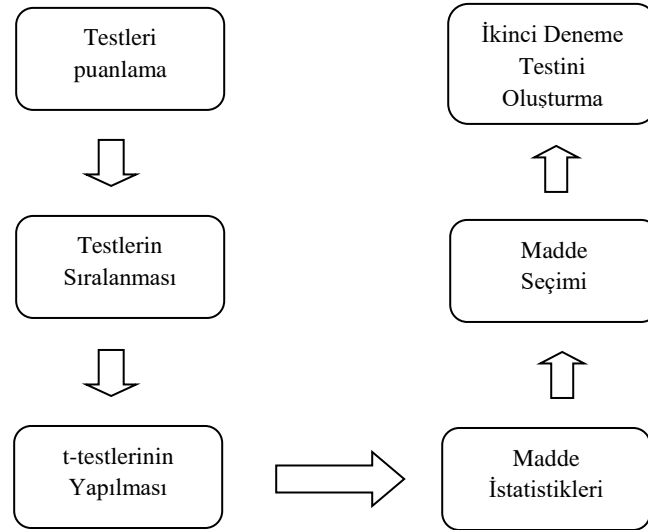 Testleri
puanlama
Testlerin
Sıralanması
t-testlerinin
Yapılması
Madde
İstatistikleri
Madde
Seçimi
İkinci Deneme
Testini
Oluşturma